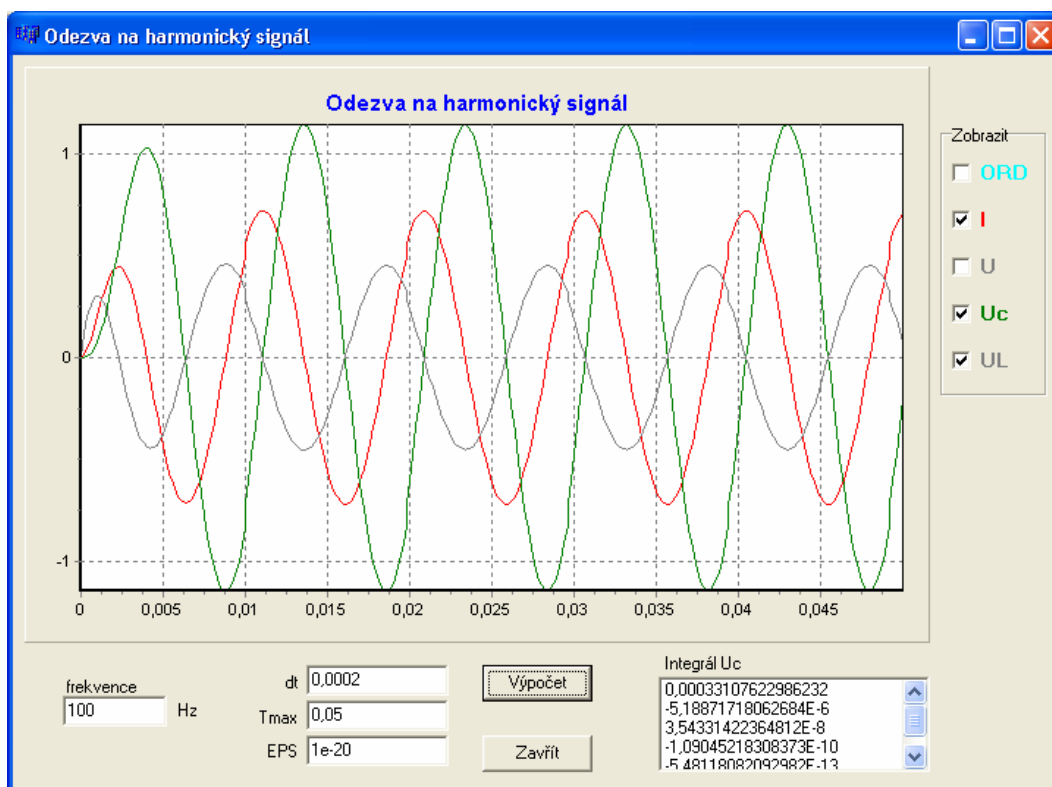 Odezva na harmonický signál
Odezva na harmonický signál
1
0
-1
0 0,005 0,01 0,015 0,02 0,025 0,03 0,035 0,04 0,045
Zobrazit
ORD
I
U
Uc
UL
frekvence
100 Hz
dt 0,0002
Tmax 0,05
EPS 1e-20
Výpočet
Zavřít
Integrál Uc
0,00033107622986232
-5,18871718062684E-6
3,54331422364812E-8
-1,09045218308373E-10
-5,48118082092982E-13